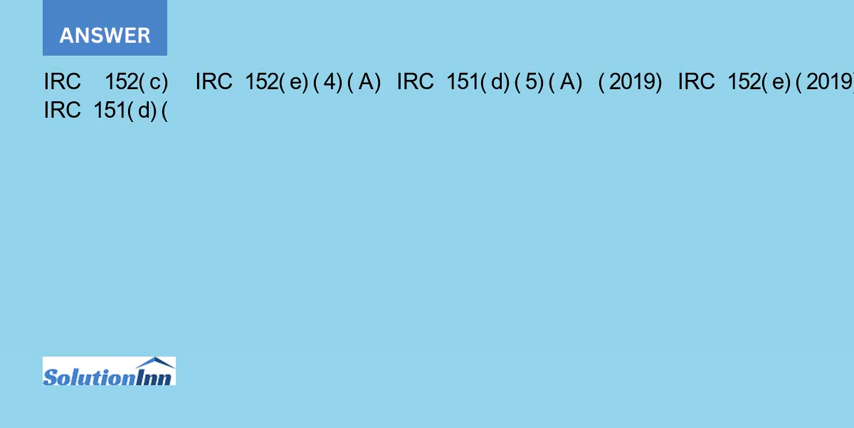 ANSWER
IRC 152(c) IRC 152(e)(4)(A) IRC 151(d)(5)(A) (2019) IRC 152(e)(2019)
IRC 151(d)(
SolutionInn